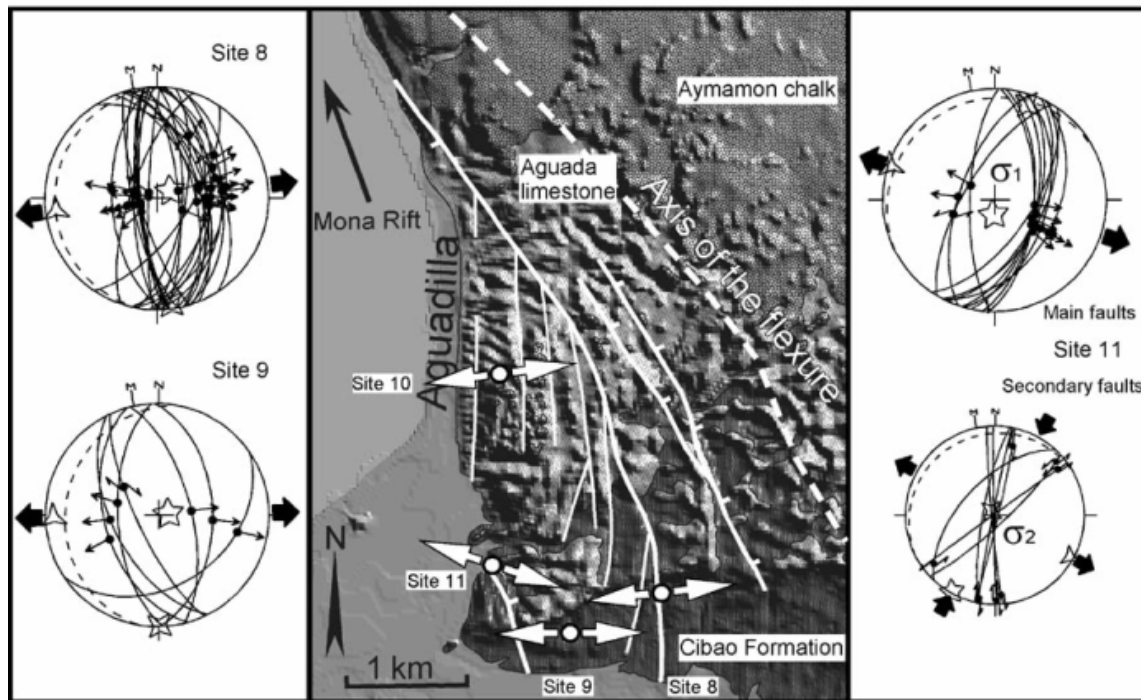 Site 8
M N
Site 9
M N
Aymamon chalk
Aguada
limestone
Axis of the flexure
Mona Rift
Aguadilla
Site 10
Site 11
N
1 km
Site 9
Site 8
Cibao Formation
M N
σ1
Main faults
Site 11
Secondary faults
M N
σ2